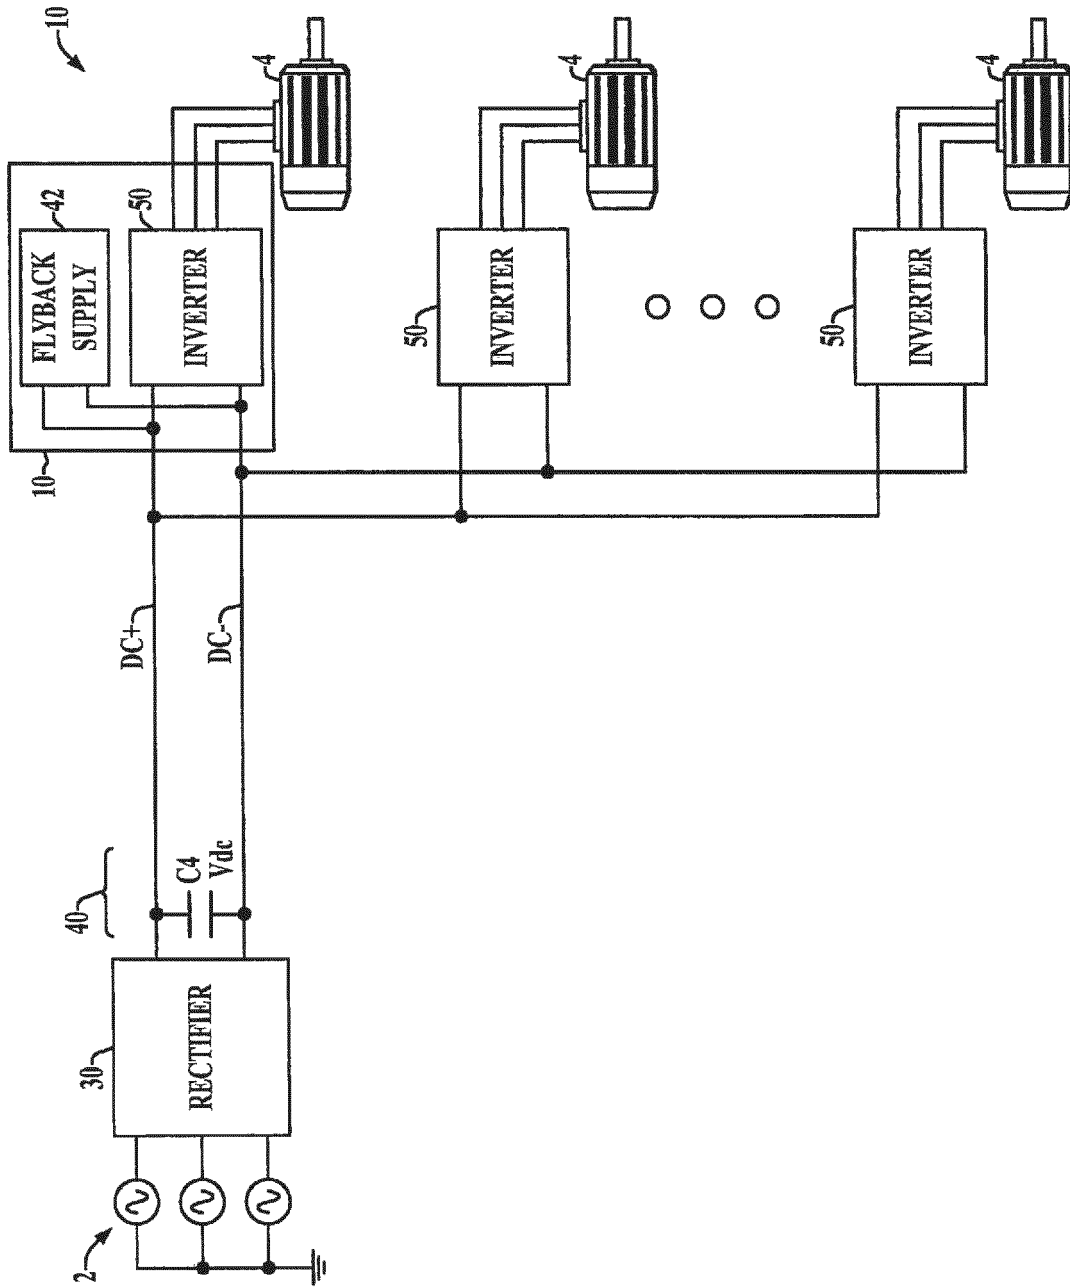 2
30
RECTIFIER
40
C4
Vdc
DC+
DC-
10
10
42
FLYBACK
SUPPLY
50
INVERTER
4
50
INVERTER
4
50
INVERTER
4